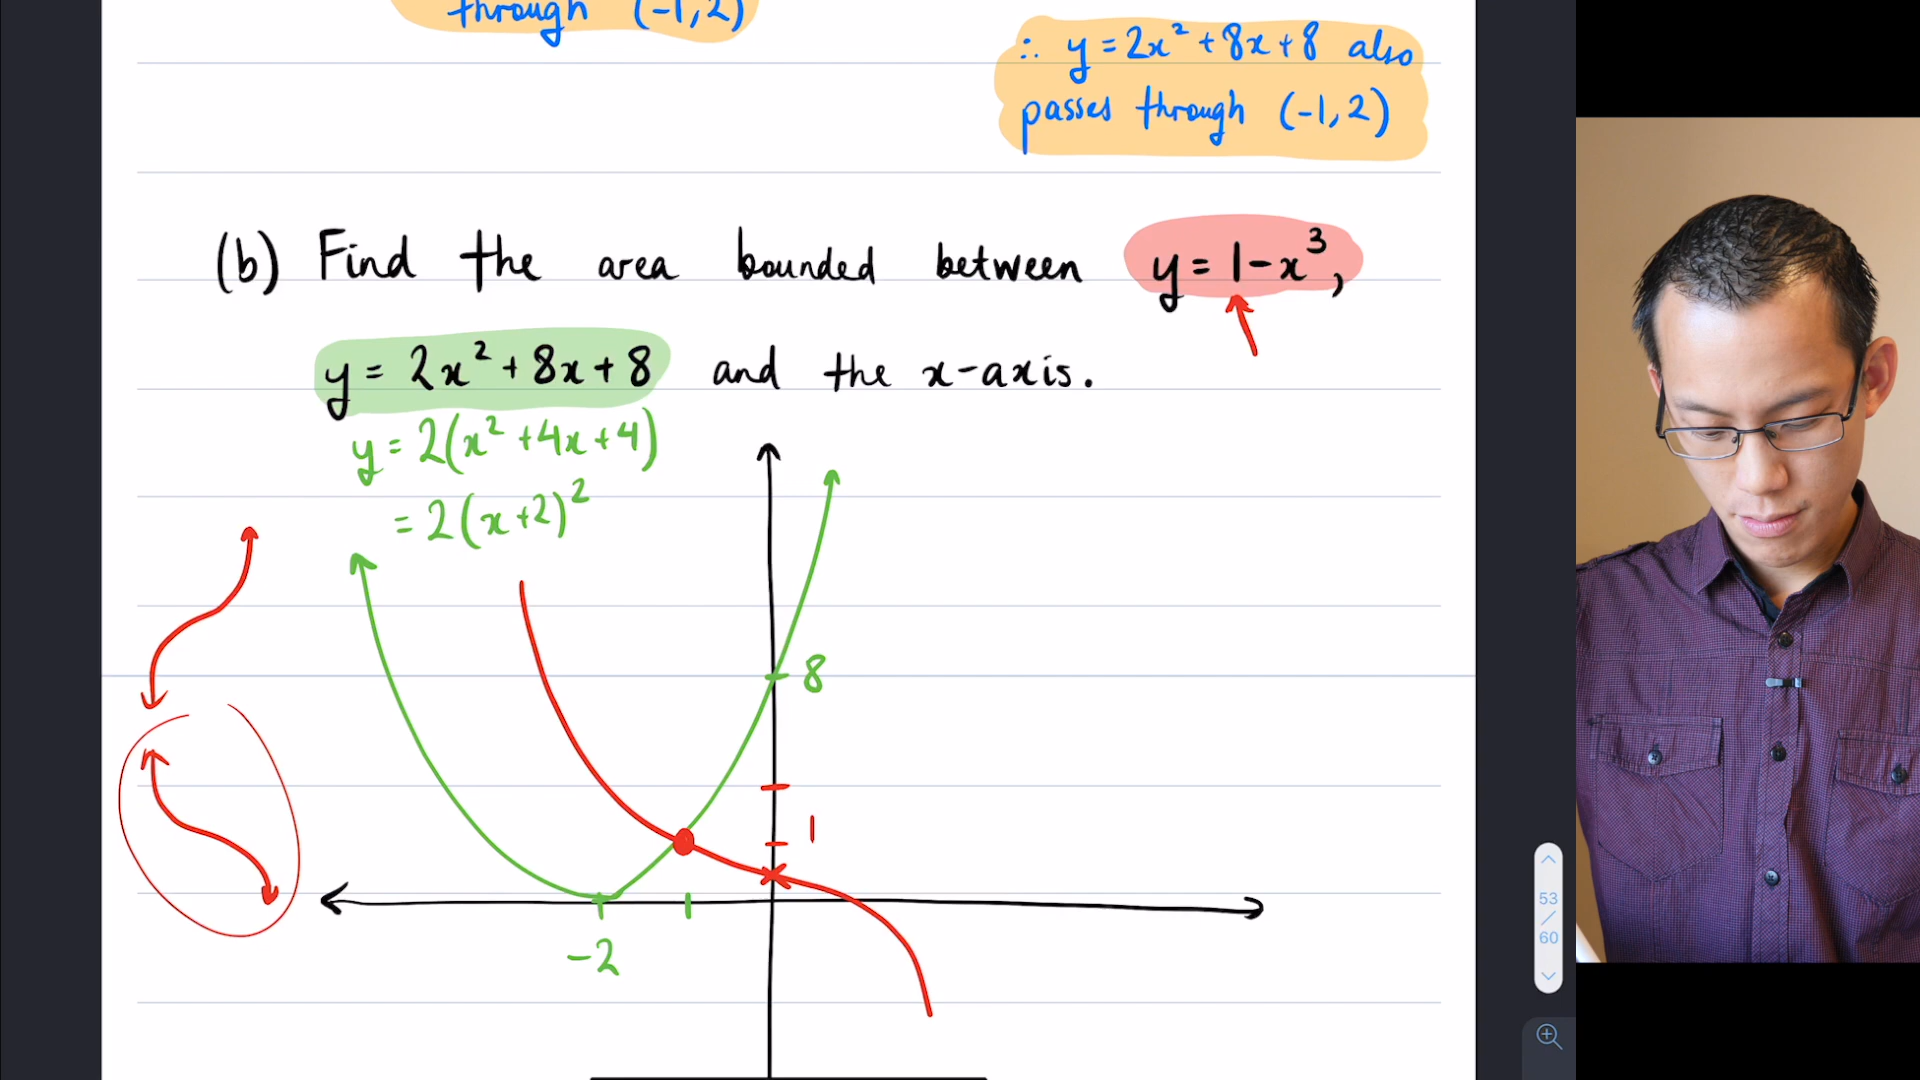 through (-1,2)
∴ y = 2x² + 8x + 8 also
passes through (-1,2)
(b) Find the area bounded between y = 1 - x³,
y = 2x² + 8x + 8 and the x-axis.
y = 2(x² + 4x + 4)
= 2(x+2)²
8
1
-2
53
/
60